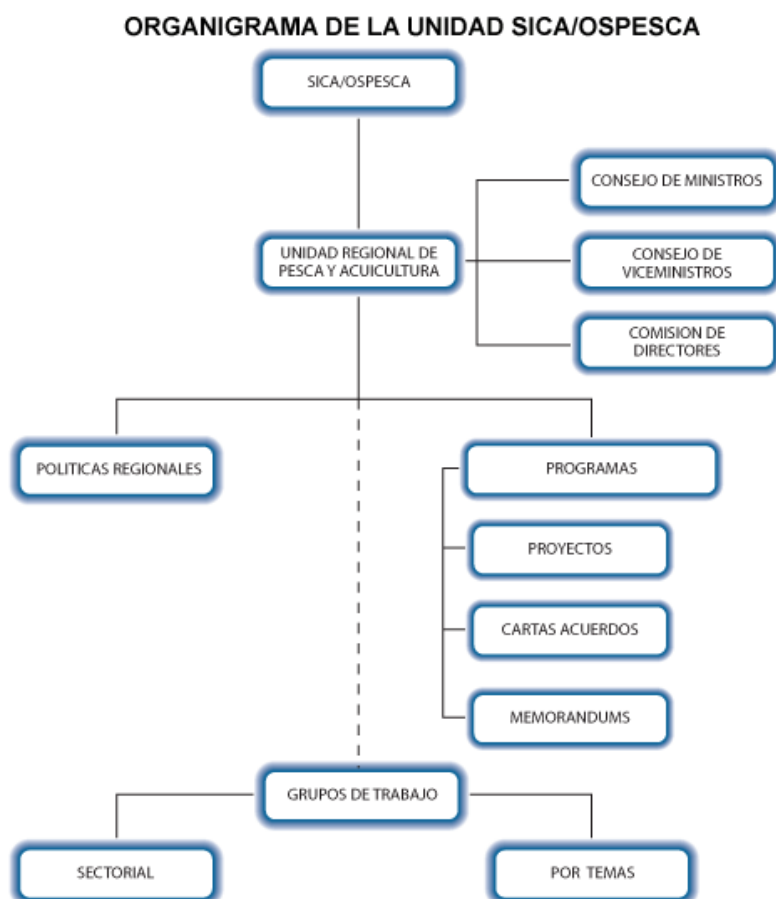 ORGANIGRAMA DE LA UNIDAD SICA/OSPESCA
SICA/OSPESCA
CONSEJO DE MINISTROS
UNIDAD REGIONAL DE
PESCA Y ACUICULTURA
CONSEJO DE
VICEMINISTROS
COMISION DE
DIRECTORES
POLITICAS REGIONALES
PROGRAMAS
PROYECTOS
CARTAS ACUERDOS
MEMORANDUMS
GRUPOS DE TRABAJO
SECTORIAL
POR TEMAS